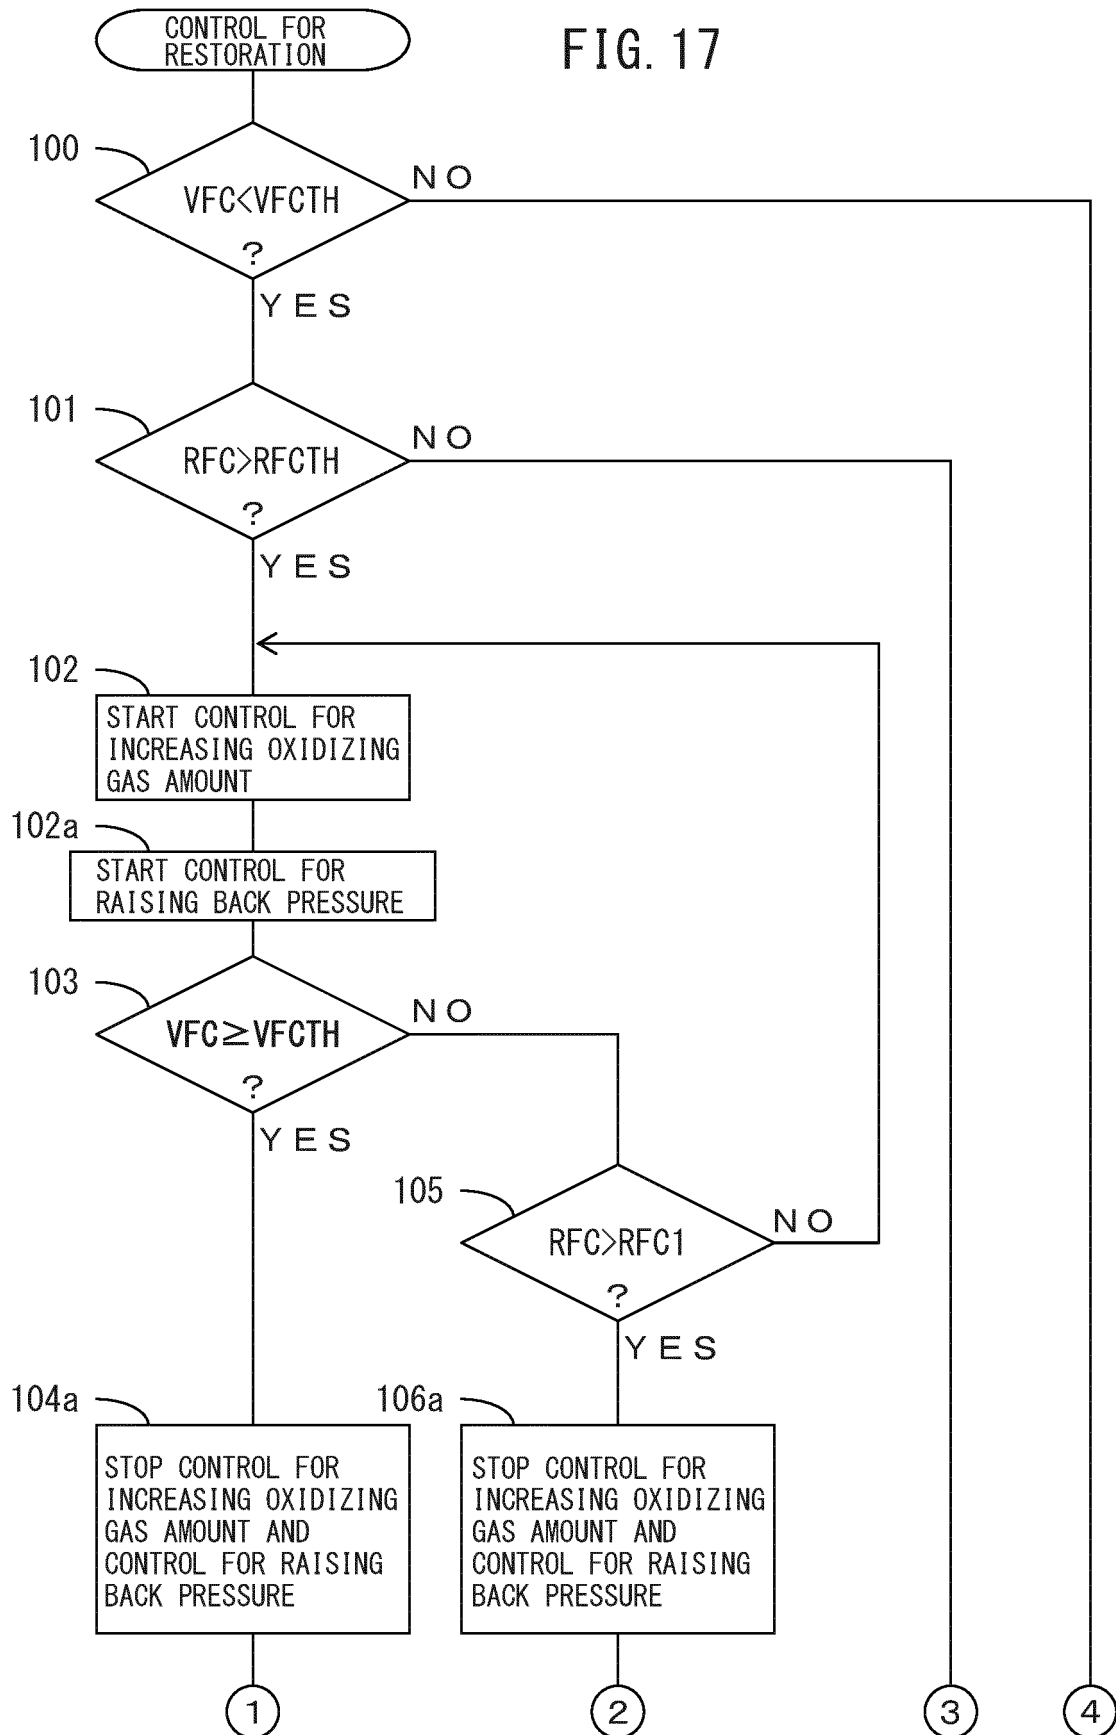 CONTROL FOR
RESTORATION
FIG. 17
100
VFC<VFCTH
?
NO
YES
101
RFC>RFCTH
?
NO
YES
102
START CONTROL FOR
INCREASING OXIDIZING
GAS AMOUNT
102a
START CONTROL FOR
RAISING BACK PRESSURE
103
VFC≥VFCTH
?
NO
YES
105
RFC>RFC1
?
NO
YES
104a
STOP CONTROL FOR
INCREASING OXIDIZING
GAS AMOUNT AND
CONTROL FOR RAISING
BACK PRESSURE
106a
STOP CONTROL FOR
INCREASING OXIDIZING
GAS AMOUNT AND
CONTROL FOR RAISING
BACK PRESSURE
1
2
3
4